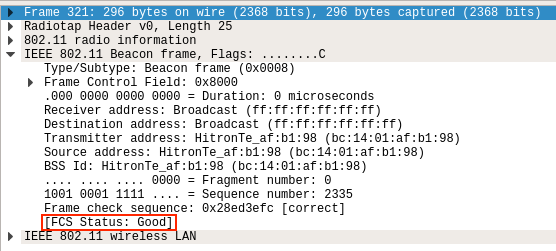 Frame 321: 296 bytes on wire (2368 bits), 296 bytes captured (2368 bits)
Radiotap Header v0, Length 25
802.11 radio information
IEEE 802.11 Beacon frame, Flags: ........C
Type/Subtype: Beacon frame (0x0008)
Frame Control Field: 0x8000
.000 0000 0000 0000 = Duration: 0 microseconds
Receiver address: Broadcast (ff:ff:ff:ff:ff:ff)
Destination address: Broadcast (ff:ff:ff:ff:ff:ff)
Transmitter address: HitronTe_af:b1:98 (bc:14:01:af:b1:98)
Source address: HitronTe_af:b1:98 (bc:14:01:af:b1:98)
BSS Id: HitronTe_af:b1:98 (bc:14:01:af:b1:98)
.... .... .... 0000 = Fragment number: 0
1001 0001 1111 .... = Sequence number: 2335
Frame check sequence: 0x28ed3efc [correct]
[FCS Status: Good]
IEEE 802.11 wireless LAN